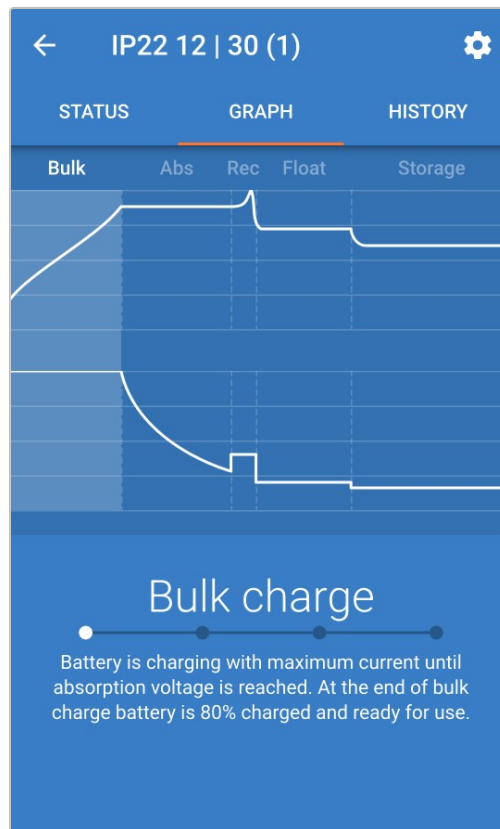 IP22 12 | 30 (1)
STATUS GRAPH HISTORY
Bulk Abs Rec Float Storage
Bulk charge
Battery is charging with maximum current until
absorption voltage is reached. At the end of bulk
charge battery is 80% charged and ready for use.